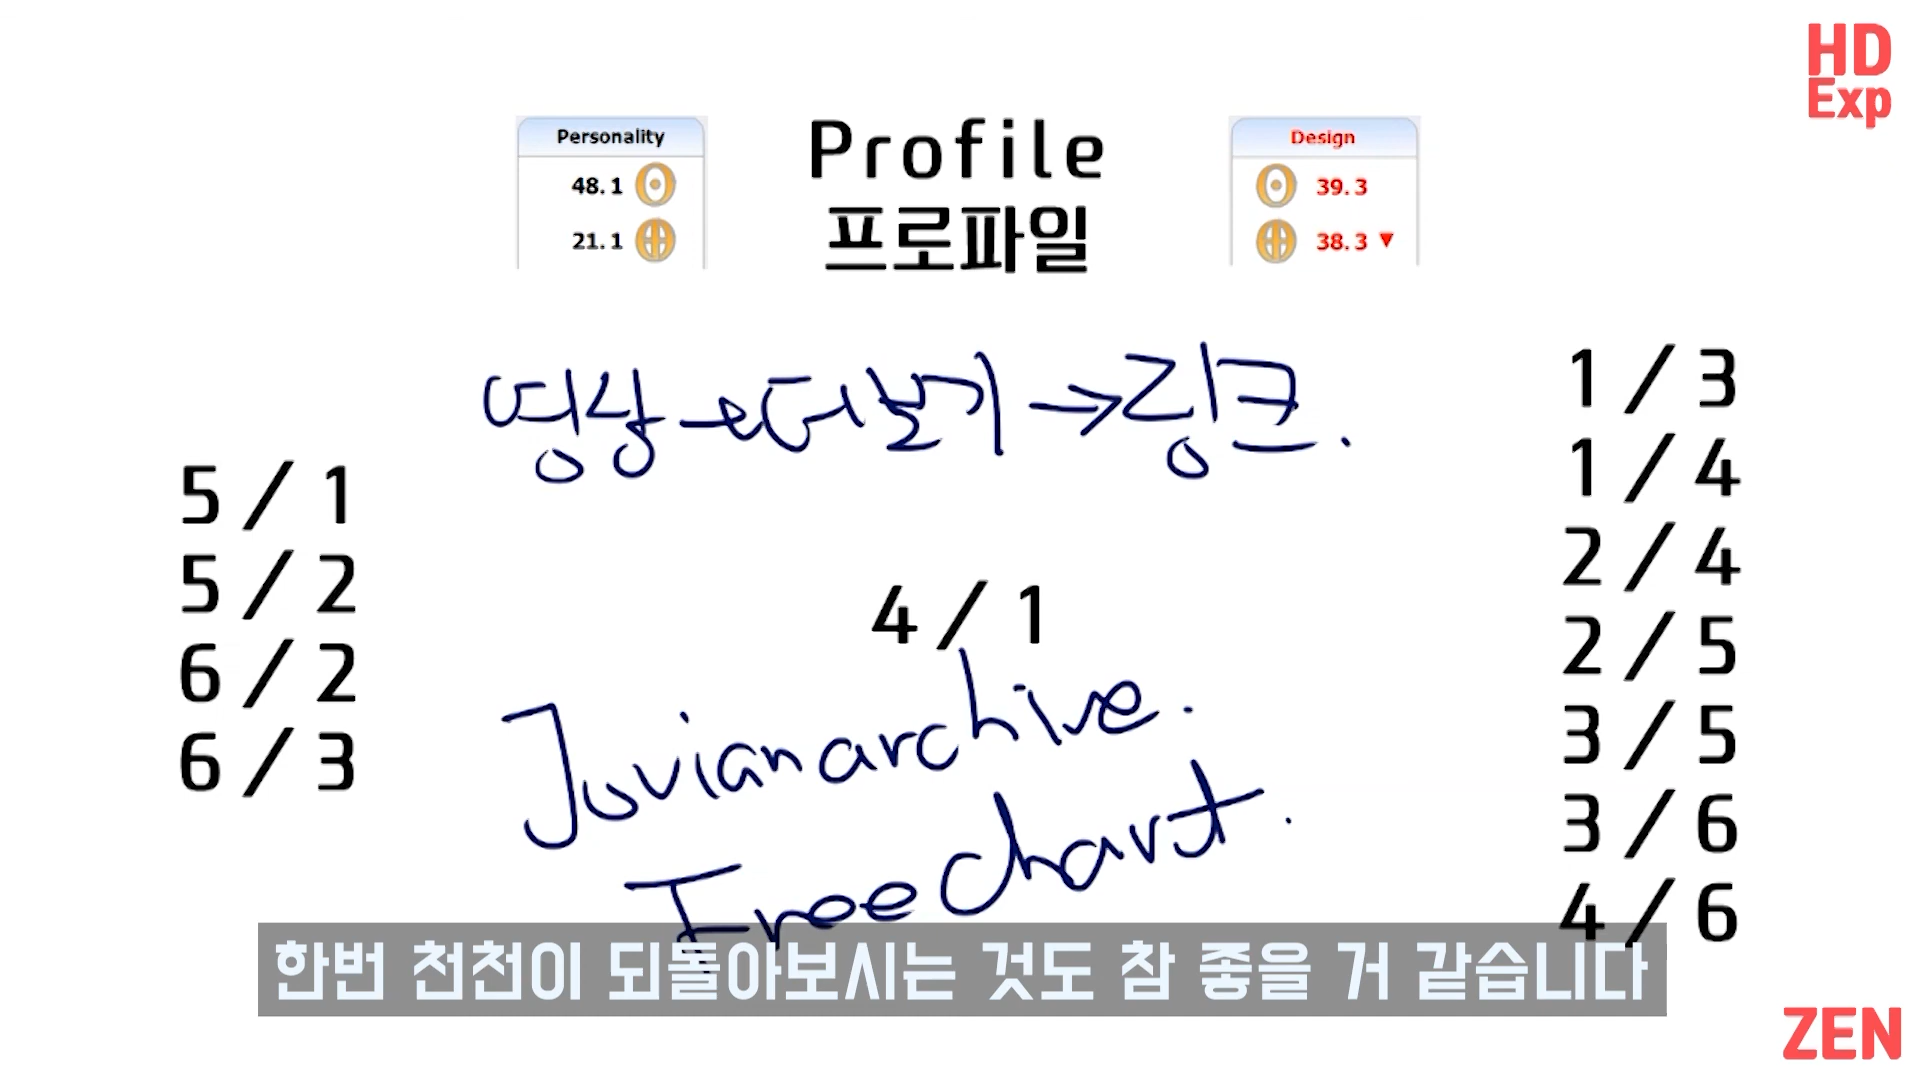 HD
Exp
Personality
48.1
21.1
Profile
프로파일
Design
39.3
38.3 ▼
영상→더보기→링크.
5 / 1
5 / 2
6 / 2
6 / 3
4 / 1
Jovianarchive.
Free chart.
1 / 3
1 / 4
2 / 4
2 / 5
3 / 5
3 / 6
4 / 6
한번 천천이 되돌아보시는 것도 참 좋을 거 같습니다
ZEN